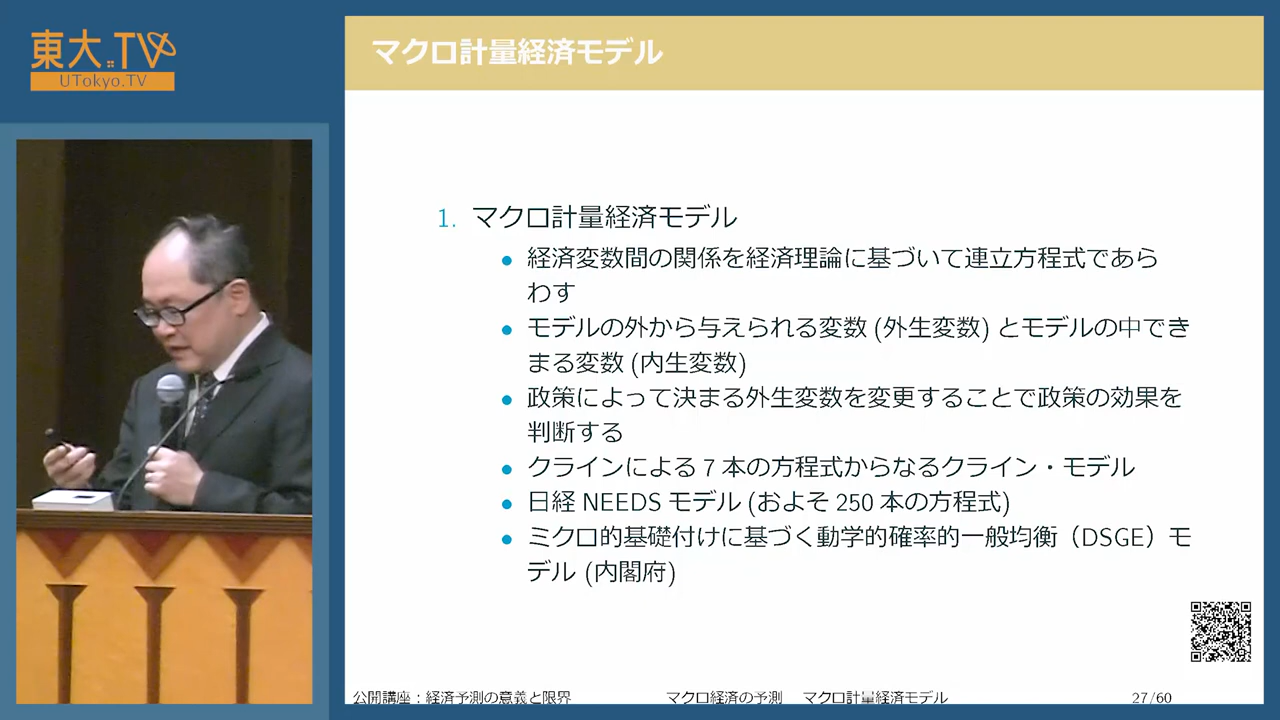 東大.TV
UTokyo.TV
マクロ計量経済モデル
1. マクロ計量経済モデル
• 経済変数間の関係を経済理論に基づいて連立方程式であら
わす
• モデルの外から与えられる変数 (外生変数) とモデルの中でき
まる変数 (内生変数)
• 政策によって決まる外生変数を変更することで政策の効果を
判断する
• クラインによる 7 本の方程式からなるクライン・モデル
• 日経 NEEDS モデル (およそ 250 本の方程式)
• ミクロ的基礎付けに基づく動学的確率的一般均衡（DSGE）モ
デル (内閣府)
公開講座：経済予測の意義と限界 マクロ経済の予測 マクロ計量経済モデル 27/60